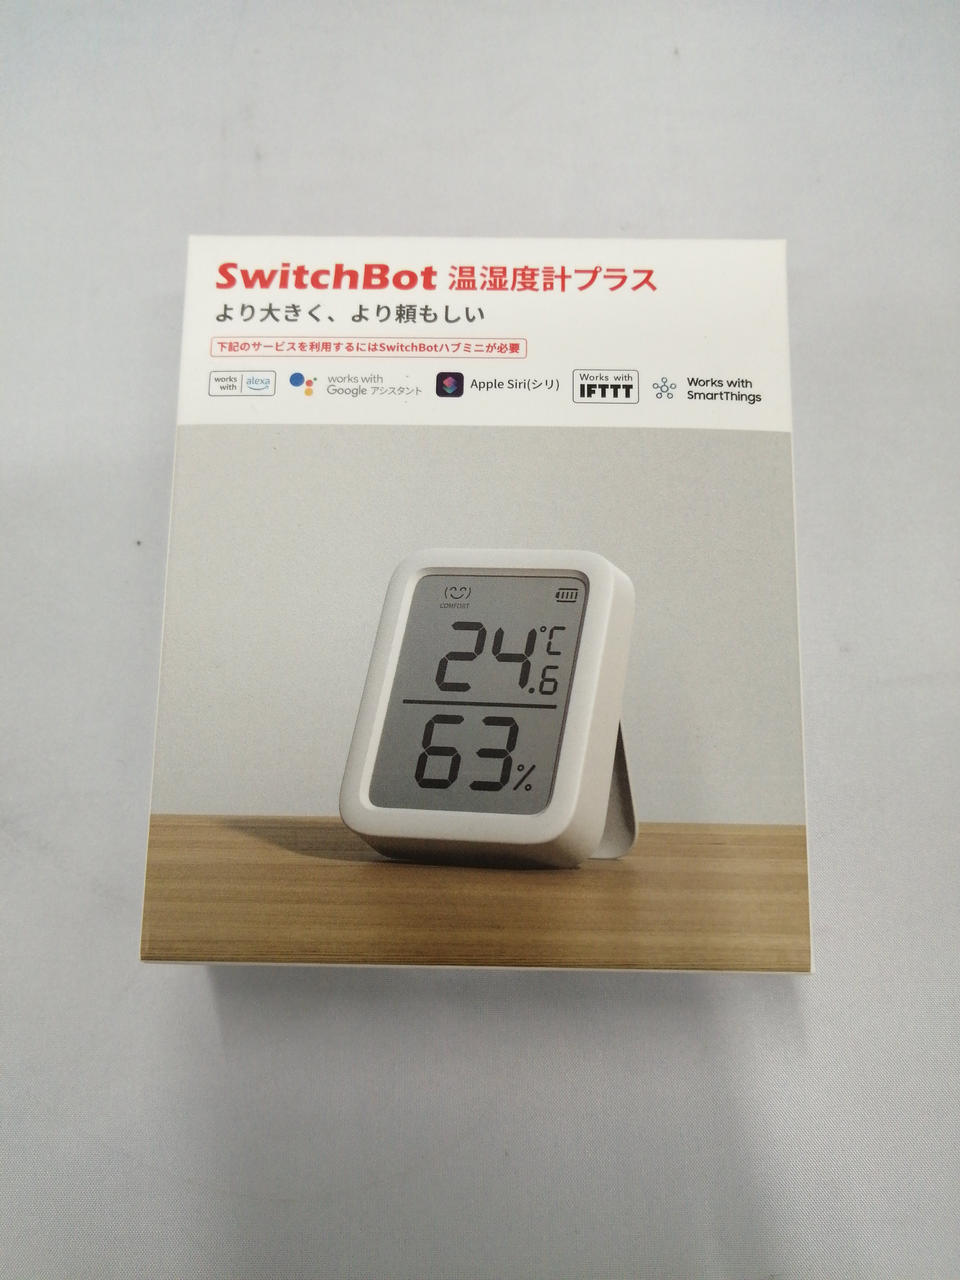 SwitchBot 温湿度計プラス
より大きく、より頼もしい
下記のサービスを利用するにはSwitchBotハブミニが必要
works with alexa
works with Google アシスタント
Apple Siri(シリ)
Works with IFTTT
Works with SmartThings
COMFORT
24.6℃
63%